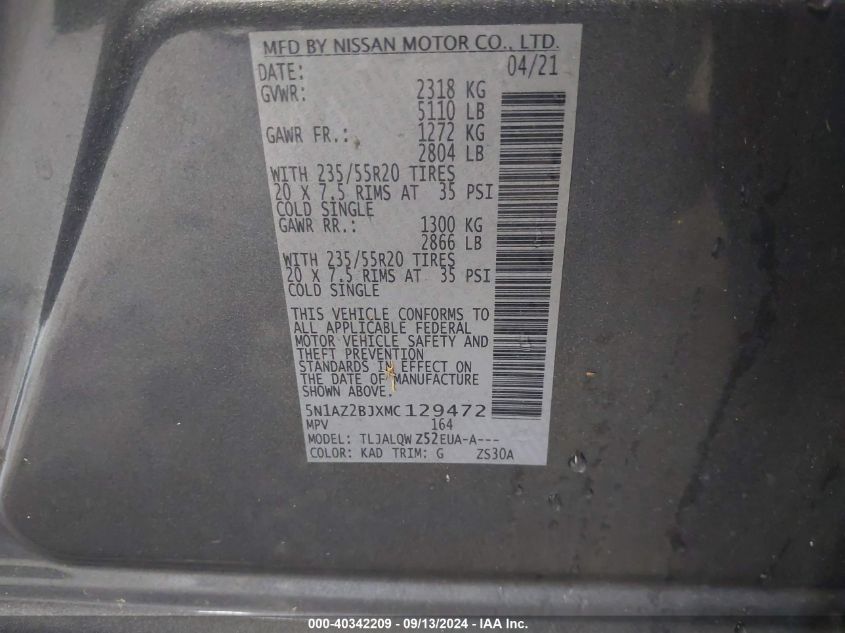 MFD BY NISSAN MOTOR CO., LTD.
DATE: 04/21
GVWR: 2318 KG
5110 LB
GAWR FR.: 1272 KG
2804 LB
WITH 235/55R20 TIRES
20 X 7.5 RIMS AT 35 PSI
COLD SINGLE
GAWR RR.: 1300 KG
2866 LB
WITH 235/55R20 TIRES
20 X 7.5 RIMS AT 35 PSI
COLD SINGLE
THIS VEHICLE CONFORMS TO
ALL APPLICABLE FEDERAL
MOTOR VEHICLE SAFETY AND
THEFT PREVENTION
STANDARDS IN EFFECT ON
THE DATE OF MANUFACTURE
SHOWN ABOVE.
5N1AZ2BJXMC129472
MPV 164
MODEL: TLJALQWZ52EUA-A---
COLOR: KAD TRIM: G ZS30A
000-40342209 - 09/13/2024 - IAA Inc.